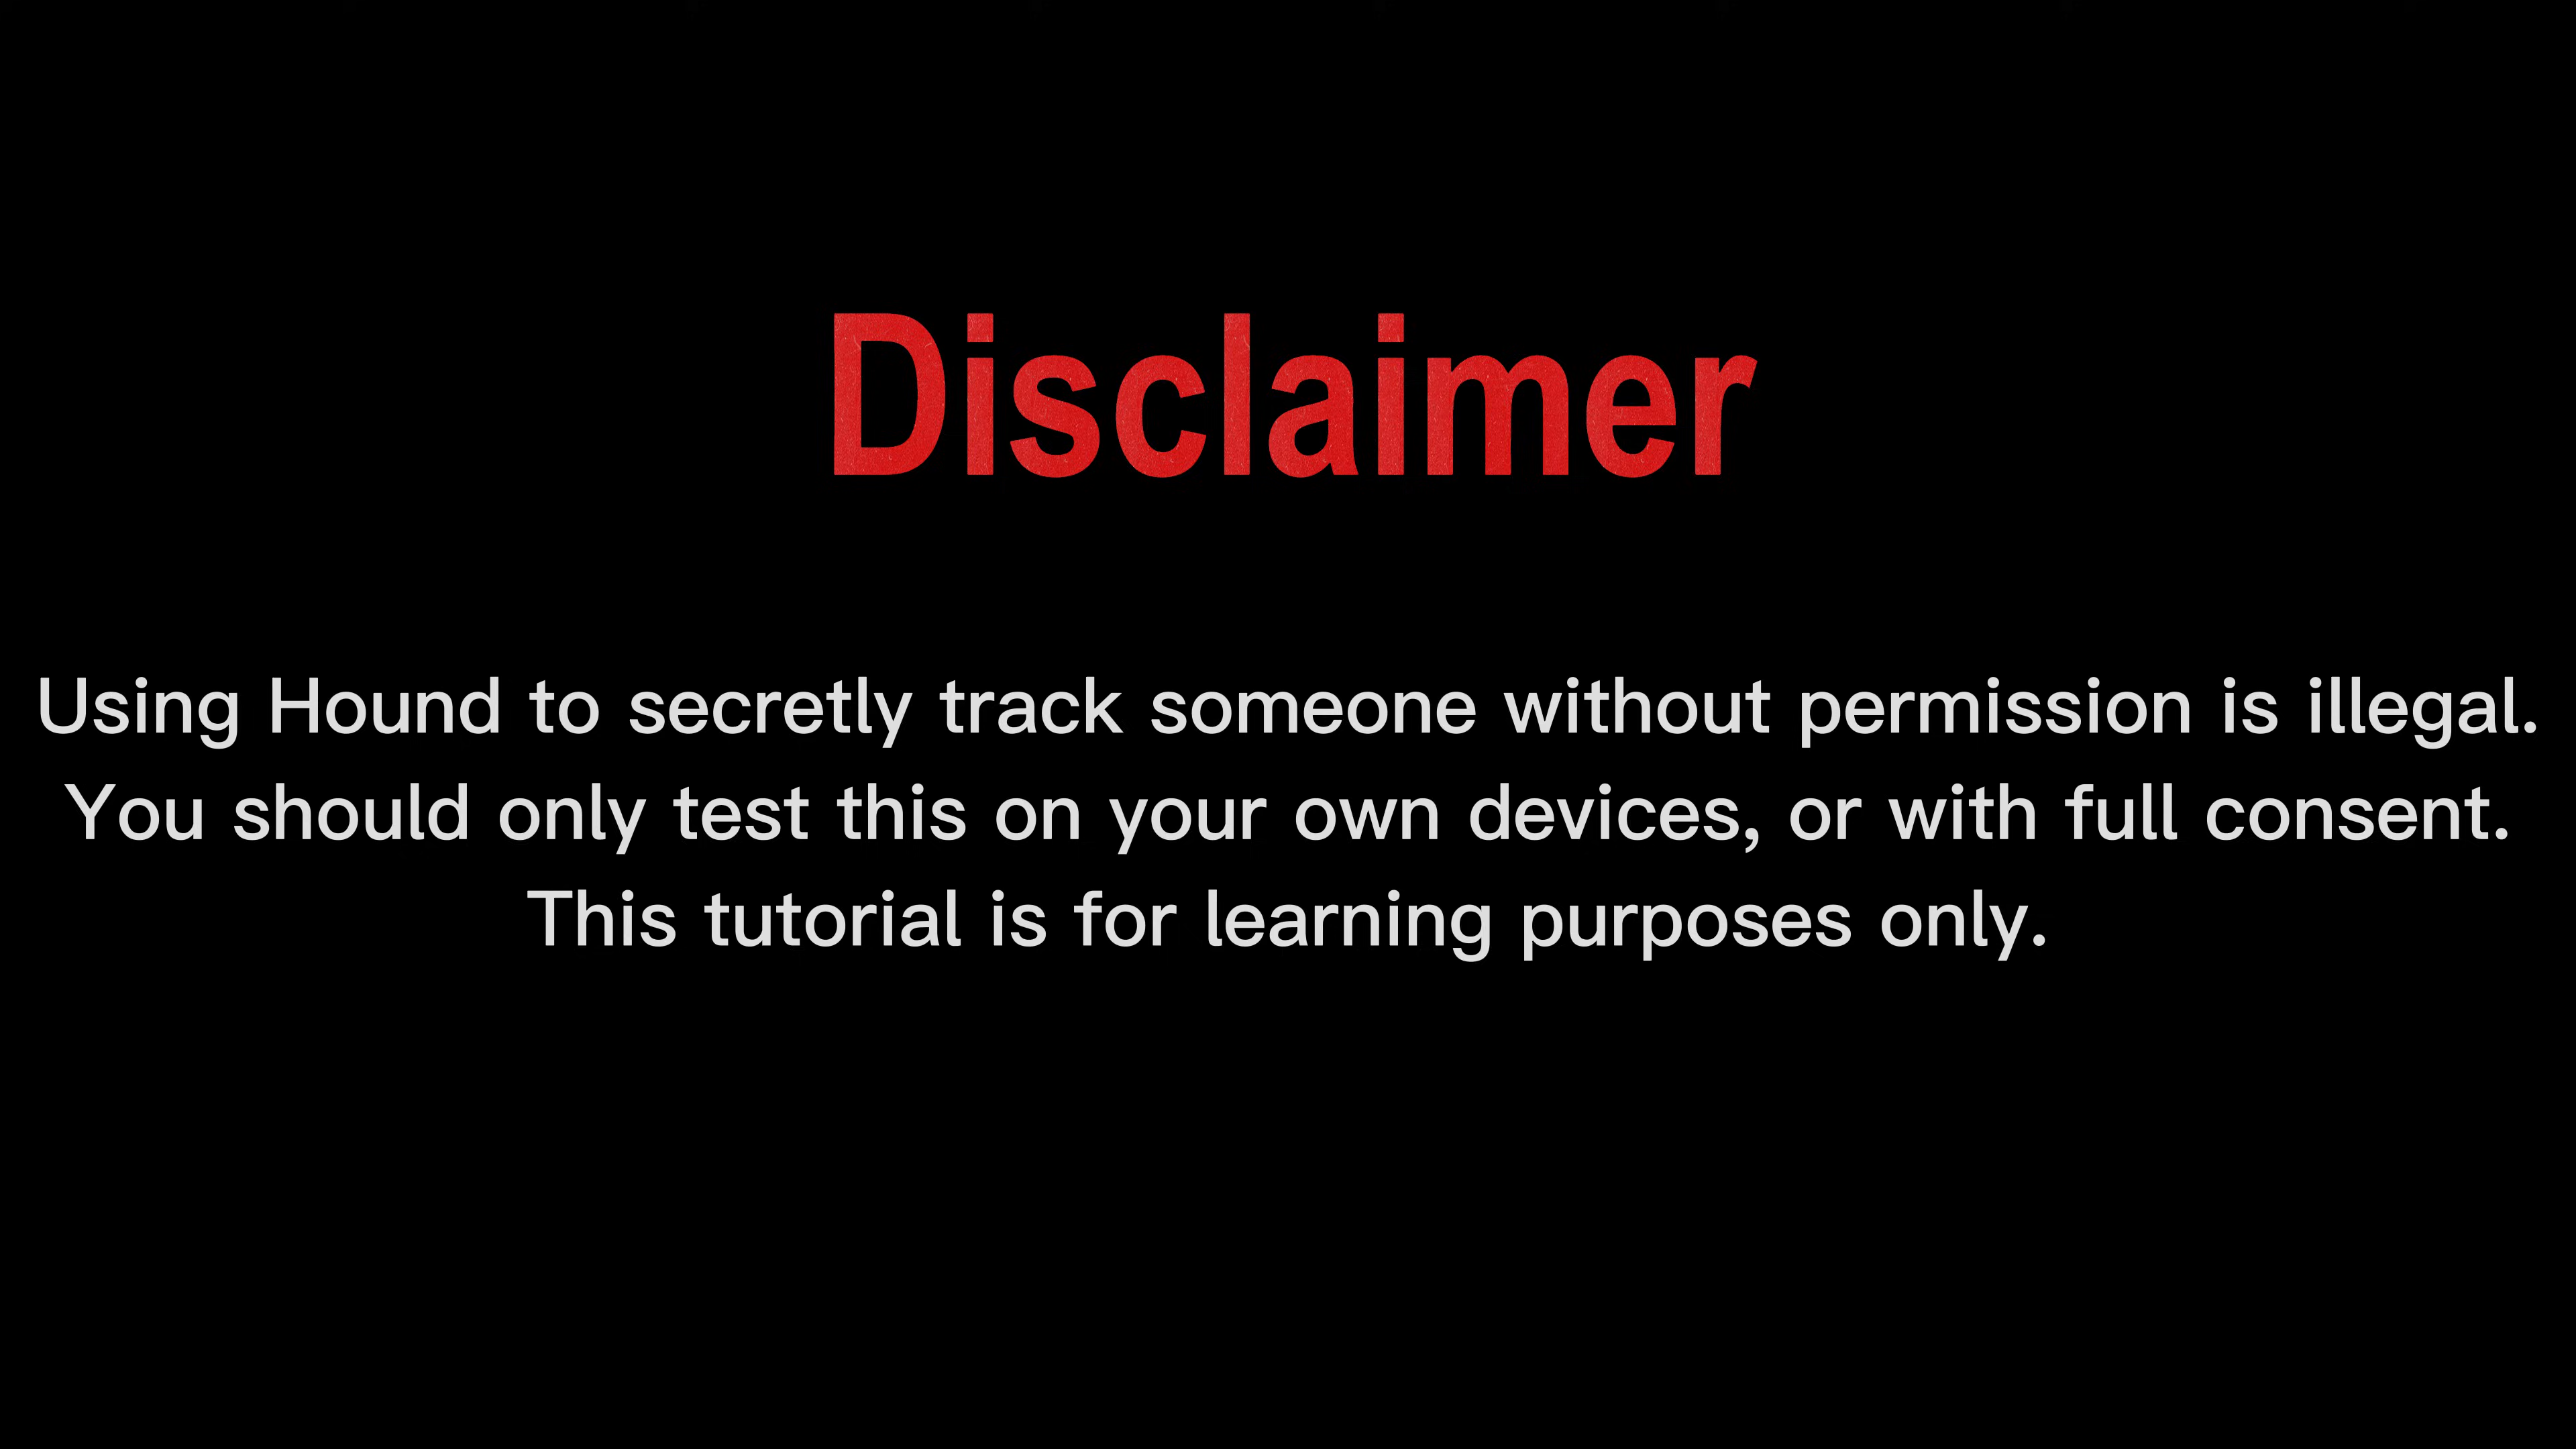 Disclaimer
Using Hound to secretly track someone without permission is illegal.
You should only test this on your own devices, or with full consent.
This tutorial is for learning purposes only.